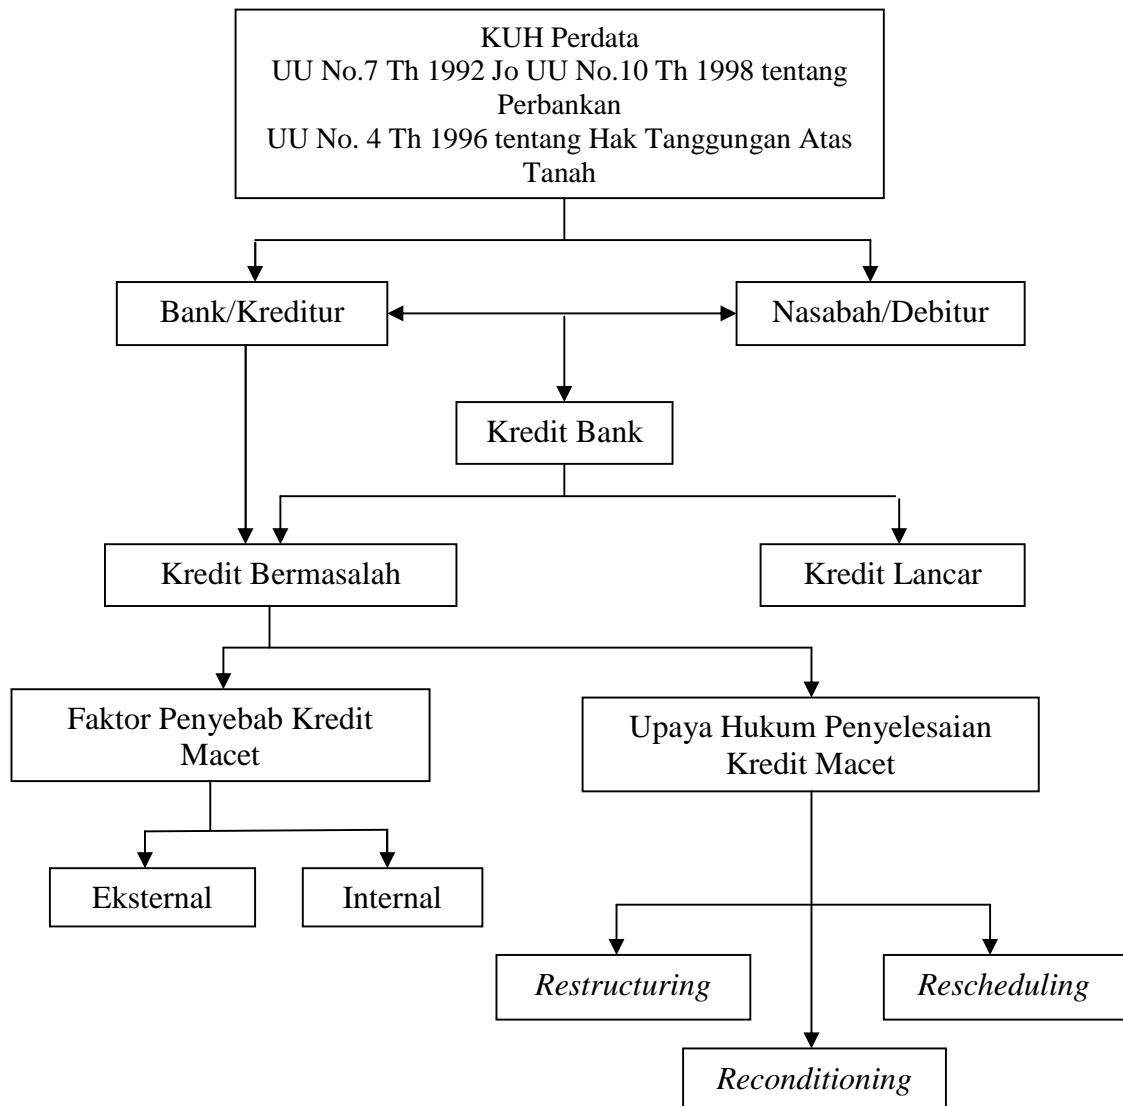 KUH Perdata
UU No.7 Th 1992 Jo UU No.10 Th 1998 tentang
Perbankan
UU No. 4 Th 1996 tentang Hak Tanggungan Atas
Tanah
Bank/Kreditur
Nasabah/Debitur
Kredit Bank
Kredit Bermasalah
Kredit Lancar
Faktor Penyebab Kredit
Macet
Upaya Hukum Penyelesaian
Kredit Macet
Eksternal
Internal
Restructuring
Rescheduling
Reconditioning